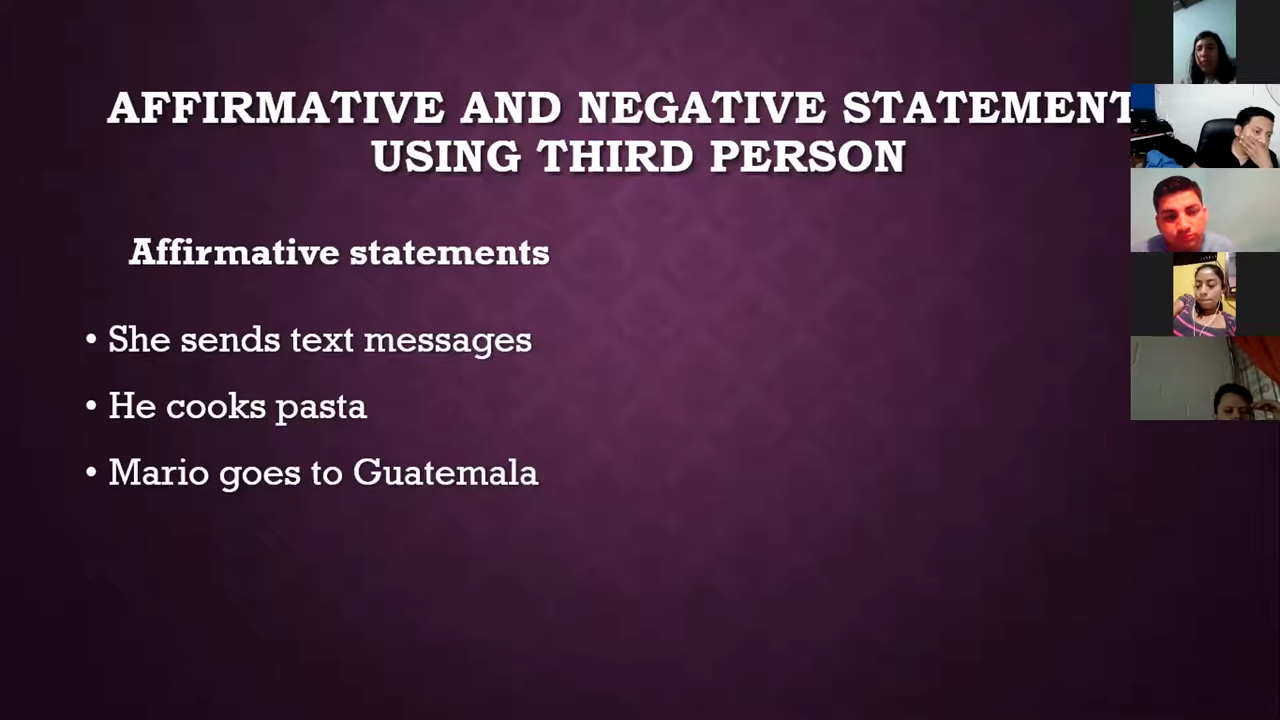 AFFIRMATIVE AND NEGATIVE STATEMENT
USING THIRD PERSON
Affirmative statements
• She sends text messages
• He cooks pasta
• Mario goes to Guatemala